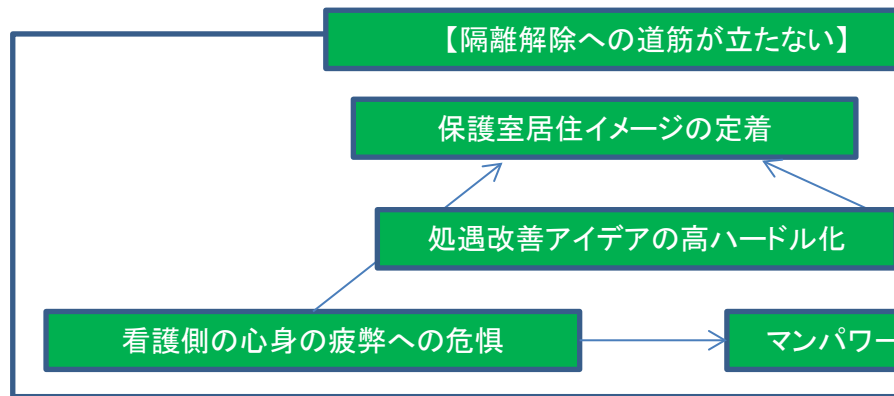 【隔離解除への道筋が立たない】
保護室居住イメージの定着
処遇改善アイデアの高ハードル化
看護側の心身の疲弊への危惧
マンパワー